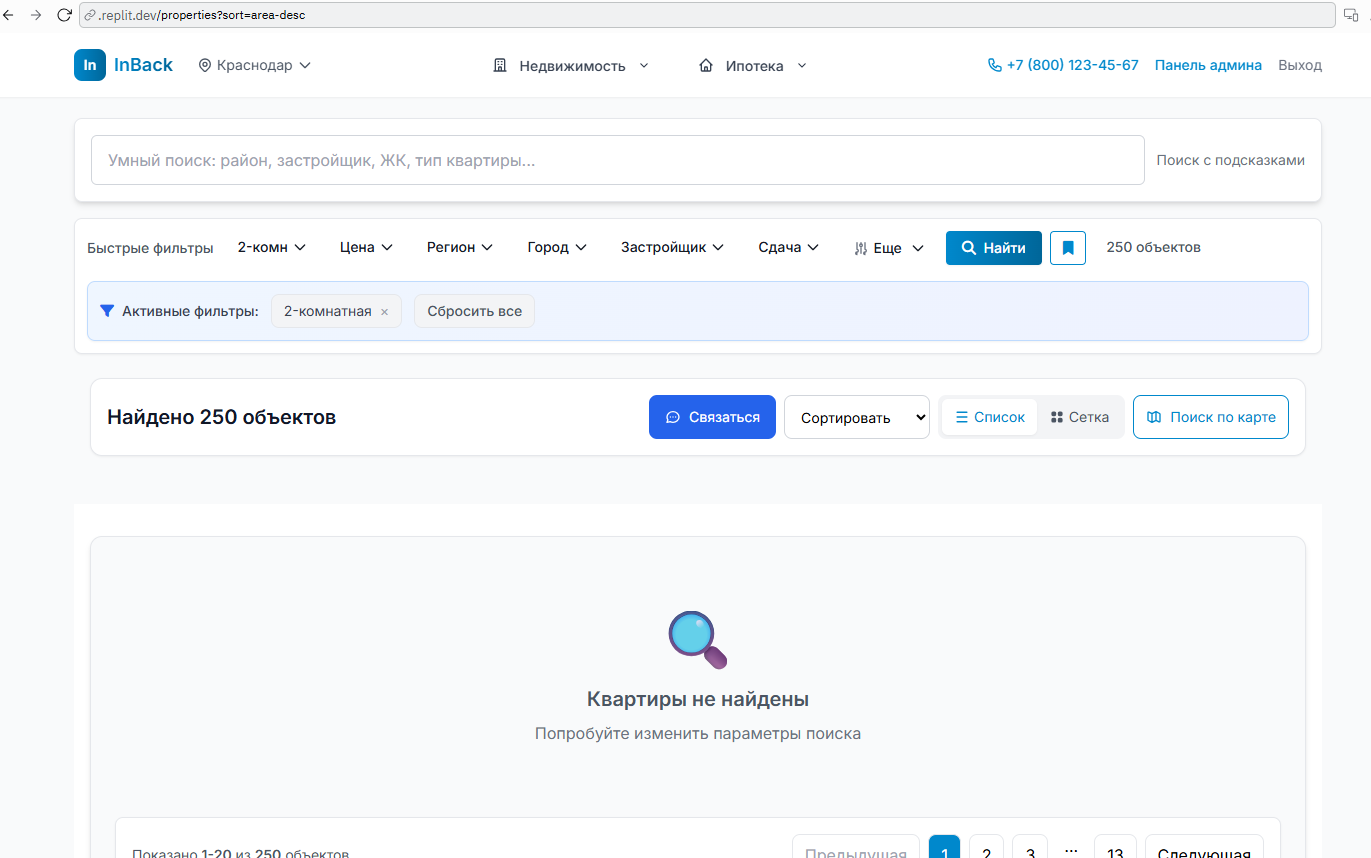 .replit.dev/properties?sort=area-desc
In InBack Краснодар Недвижимость Ипотека +7 (800) 123-45-67 Панель админа Выход
Умный поиск: район, застройщик, ЖК, тип квартиры... Поиск с подсказками
Быстрые фильтры 2-комн Цена Регион Город Застройщик Сдача Еще Найти 250 объектов
Активные фильтры: 2-комнатная × Сбросить все
Найдено 250 объектов Связаться Сортировать Список Сетка Поиск по карте
Квартиры не найдены
Попробуйте изменить параметры поиска
Показано 1-20 из 250 объектов Предыдущая 1 2 3 ... 13 Следующая